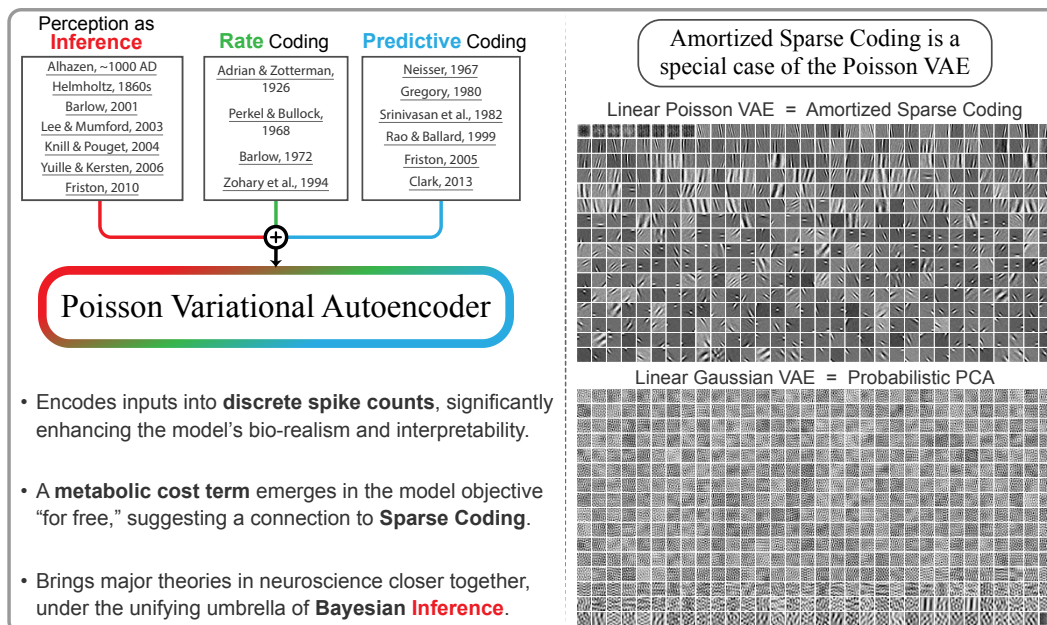 Perception as
Inference
Alhazen, ~1000 AD
Helmholtz, 1860s
Barlow, 2001
Lee & Mumford, 2003
Knill & Pouget, 2004
Yuille & Kersten, 2006
Friston, 2010
Rate Coding
Adrian & Zotterman,
1926
Perkel & Bullock,
1968
Barlow, 1972
Zohary et al., 1994
Predictive Coding
Neisser, 1967
Gregory, 1980
Srinivasan et al., 1982
Rao & Ballard, 1999
Friston, 2005
Clark, 2013
+
Poisson Variational Autoencoder
• Encodes inputs into discrete spike counts, significantly
enhancing the model's bio-realism and interpretability.
• A metabolic cost term emerges in the model objective
“for free,” suggesting a connection to Sparse Coding.
• Brings major theories in neuroscience closer together,
under the unifying umbrella of Bayesian Inference.
Amortized Sparse Coding is a
special case of the Poisson VAE
Linear Poisson VAE = Amortized Sparse Coding
Linear Gaussian VAE = Probabilistic PCA